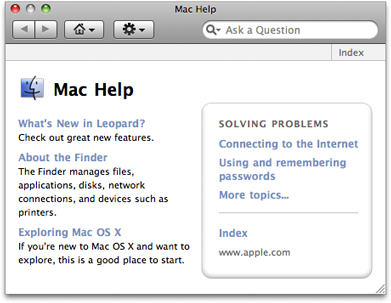 Mac Help
Ask a Question
Index
Mac Help
What's New in Leopard?
Check out great new features.
About the Finder
The Finder manages files,
applications, disks, network
connections, and devices such as
printers.
Exploring Mac OS X
If you're new to Mac OS X and want to
explore, this is a good place to start.
SOLVING PROBLEMS
Connecting to the Internet
Using and remembering
passwords
More topics...
Index
www.apple.com